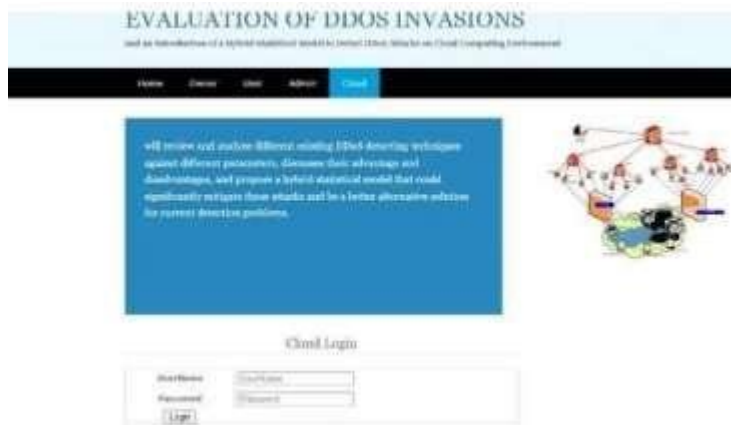 EVALUATION OF DDOS INVASIONS
and an introduction of a hybrid statistical model to Detect DDos Attacks on Cloud Computing Environment
Home Owner User Admin Cloud
will review and analyze different existing DDoS detecting techniques
against different parameters, discusses their advantage and
disadvantages, and propose a hybrid statistical model that could
significantly mitigate these attacks and be a better alternative solution
for current detection problems.
Cloud Login
UserName UserName
Password Password
Login